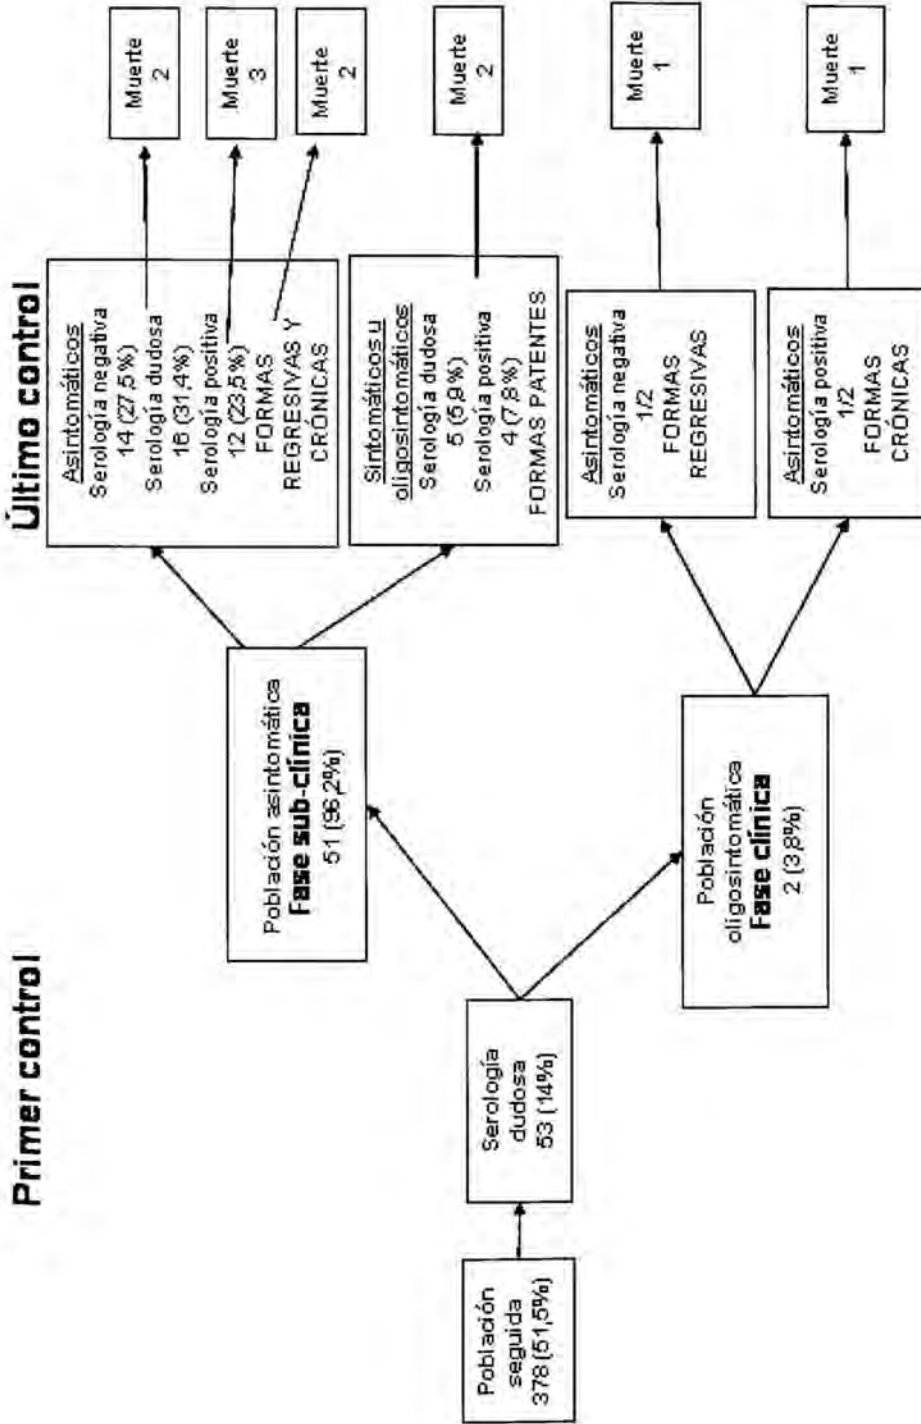 Primer control
Último control
Población
seguida
378 (51,5%)
Serología
dudosa
53 (14%)
Población asintomática
Fase sub-clínica
51 (96,2%)
Población
oligosintomática
Fase clínica
2 (3,8%)
Asintomáticos
Serología negativa
14 (27,5%)
Serología dudosa
16 (31,4%)
Serología positiva
12 (23,5%)
FORMAS
REGRESIVAS Y
CRÓNICAS
Sintomáticos u
oligosintomáticos
Serología dudosa
5 (5,9%)
Serología positiva
4 (7,8%)
FORMAS PATENTES
Asintomáticos
Serología negativa
1/2
FORMAS
REGRESIVAS
Asintomáticos
Serología positiva
1/2
FORMAS
CRÓNICAS
Muerte
2
Muerte
3
Muerte
2
Muerte
2
Muerte
1
Muerte
1